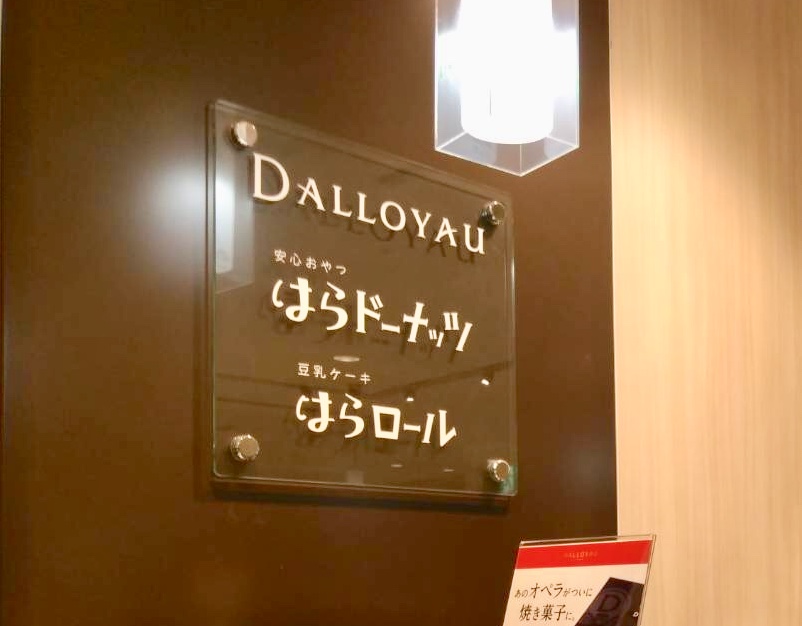 DALLOYAU
安心おやつ
はらドーナッツ
豆乳ケーキ
はらロール
DALLOYAU
あのオペラがついに
焼き菓子に。
D